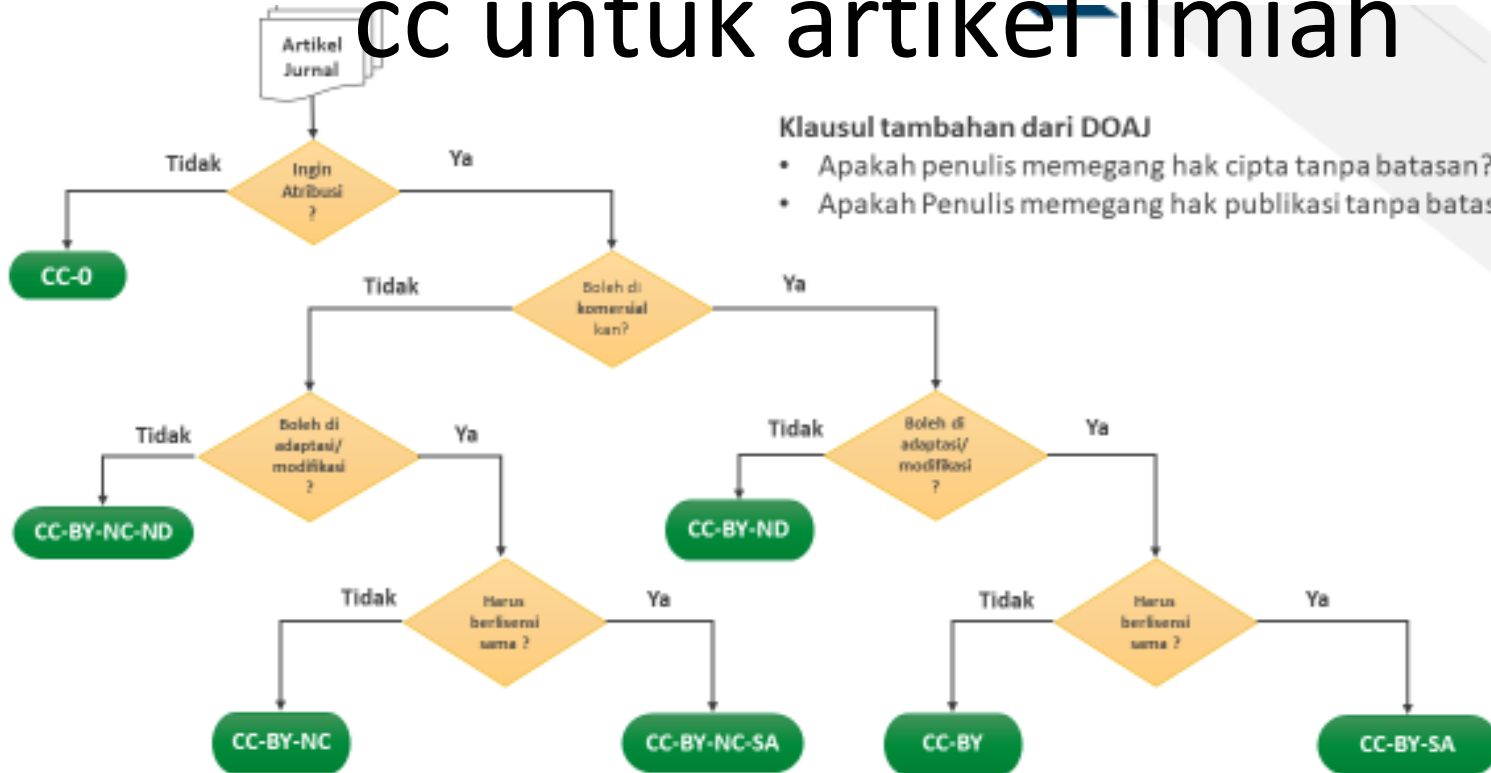 cc untuk artikel ilmiah
Artikel
Jurnal
Klausul tambahan dari DOAJ
• Apakah penulis memegang hak cipta tanpa batasan?
• Apakah Penulis memegang hak publikasi tanpa batas
Tidak
Ingin
Atribusi
?
Ya
CC-0
Tidak
Boleh di
komersial
kan?
Ya
Tidak
Boleh di
adaptasi/
modifikasi
?
Ya
Tidak
Boleh di
adaptasi/
modifikasi
?
Ya
CC-BY-NC-ND
CC-BY-ND
Tidak
Harus
berlisensi
sama ?
Ya
Tidak
Harus
berlisensi
sama ?
Ya
CC-BY-NC
CC-BY-NC-SA
CC-BY
CC-BY-SA